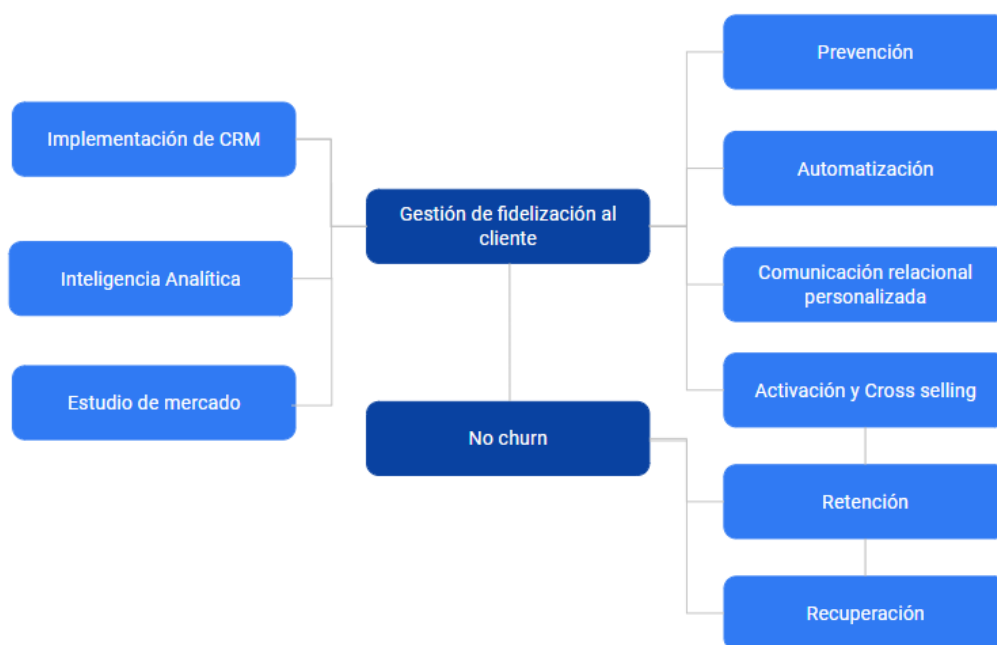 Prevención
Implementación de CRM
Automatización
Gestión de fidelización al
cliente
Inteligencia Analítica
Comunicación relacional
personalizada
Estudio de mercado
Activación y Cross selling
No churn
Retención
Recuperación